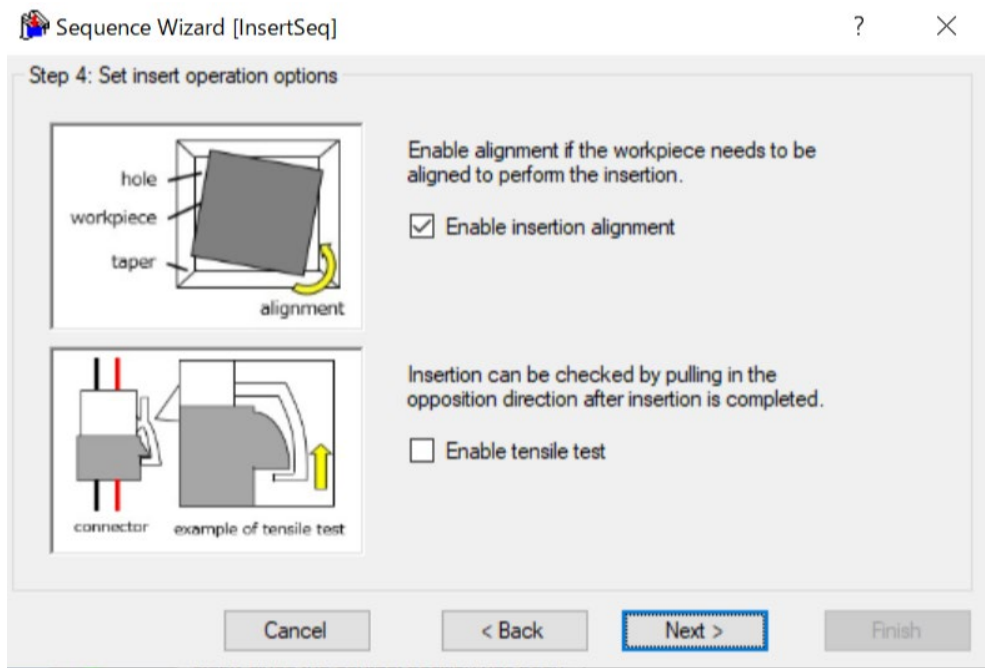 Sequence Wizard [InsertSeq]
?
Step 4: Set insert operation options
hole
workpiece
taper
alignment
Enable alignment if the workpiece needs to be
aligned to perform the insertion.
Enable insertion alignment
connector
example of tensile test
Insertion can be checked by pulling in the
opposition direction after insertion is completed.
Enable tensile test
Cancel
< Back
Next >
Finish